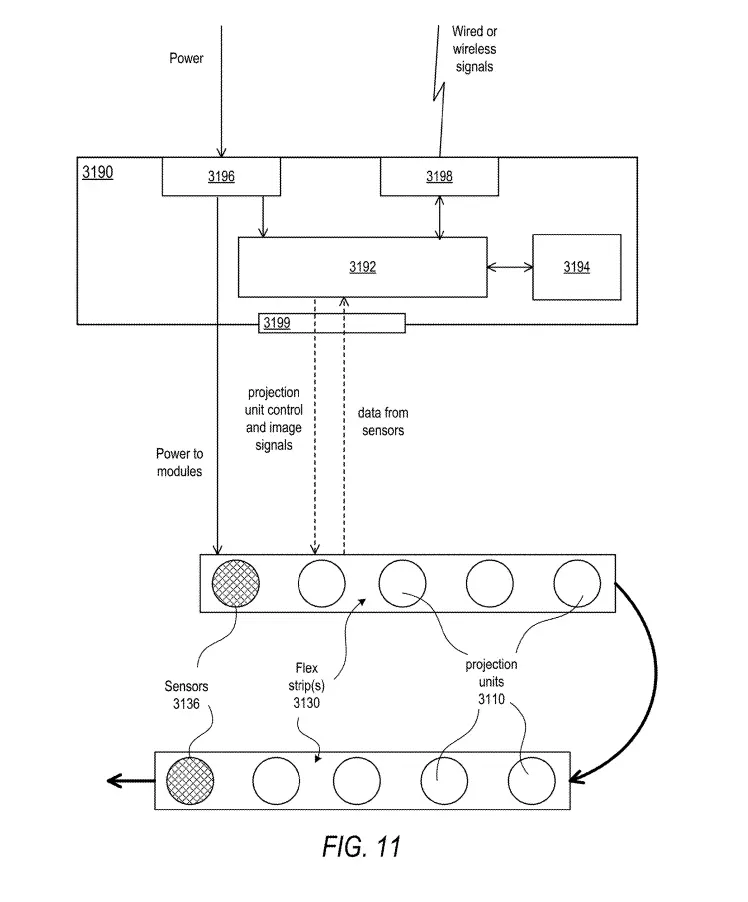 Power
Wired or
wireless
signals
3190
3196
3198
3192
3194
3199
projection
unit control
and image
signals
data from
sensors
Power to
modules
Sensors
3136
Flex
strip(s)
3130
projection
units
3110
FIG. 11